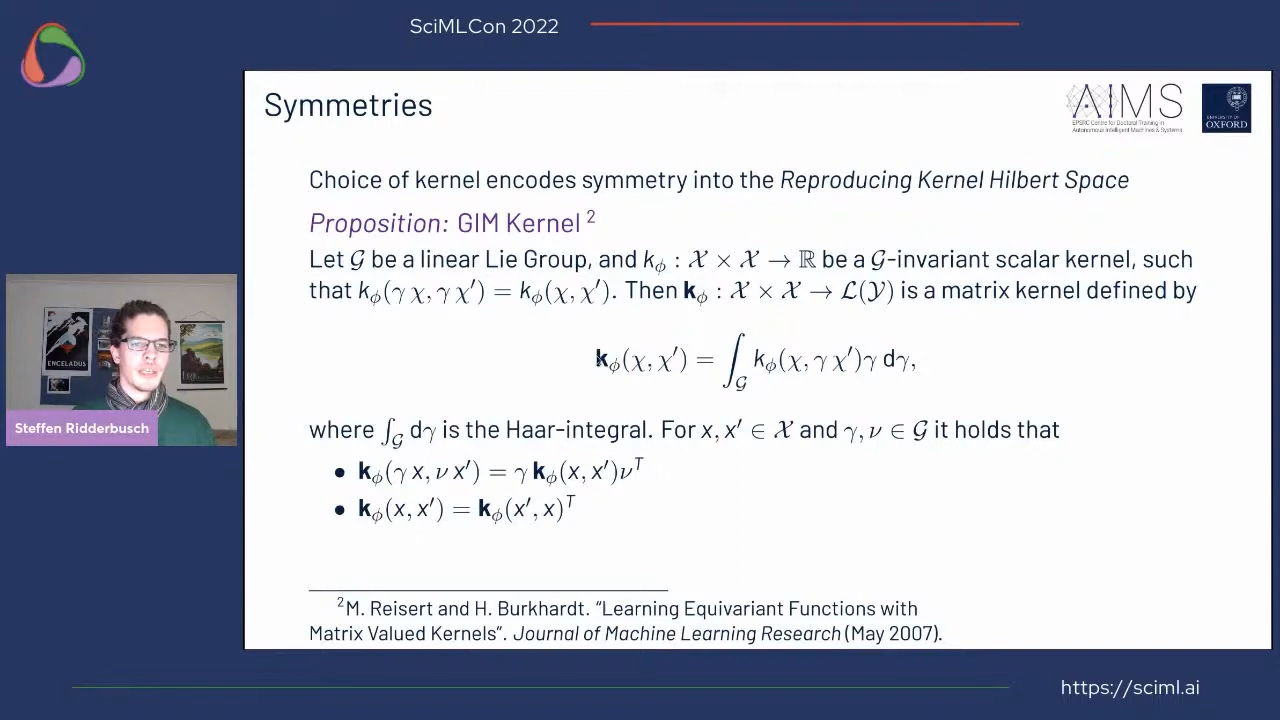 SciMLCon 2022
Symmetries
AIMS
EPSRC Centre for Doctoral Training in
Autonomous Intelligent Machines & Systems
UNIVERSITY OF
OXFORD
Choice of kernel encodes symmetry into the Reproducing Kernel Hilbert Space
Proposition: GIM Kernel ²
Let 𝒢 be a linear Lie Group, and k_ϕ : 𝒳 × 𝒳 → ℝ be a 𝒢-invariant scalar kernel, such
that k_ϕ(γ χ, γ χ′) = k_ϕ(χ, χ′). Then 𝐤_ϕ : 𝒳 × 𝒳 → ℒ(𝒴) is a matrix kernel defined by
𝐤_ϕ(χ, χ′) = ∫_𝒢 k_ϕ(χ, γ χ′)γ dγ,
where ∫_𝒢 dγ is the Haar-integral. For x, x′ ∈ 𝒳 and γ, ν ∈ 𝒢 it holds that
• 𝐤_ϕ(γ x, ν x′) = γ 𝐤_ϕ(x, x′)ν^T
• 𝐤_ϕ(x, x′) = 𝐤_ϕ(x′, x)^T
ENCELADUS
Steffen Ridderbusch
²M. Reisert and H. Burkhardt. “Learning Equivariant Functions with
Matrix Valued Kernels”. Journal of Machine Learning Research (May 2007).
https://sciml.ai